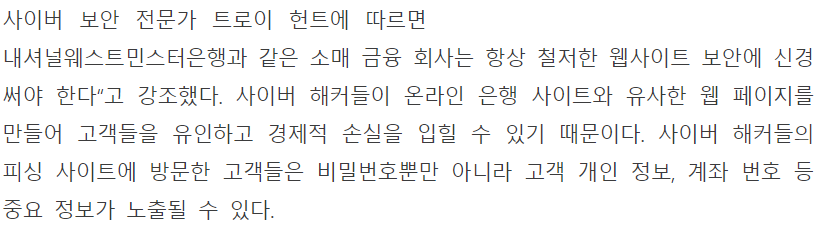 사이버 보안 전문가 트로이 헌트에 따르면
내셔널웨스트민스터은행과 같은 소매 금융 회사는 항상 철저한 웹사이트 보안에 신경
써야 한다“고 강조했다. 사이버 해커들이 온라인 은행 사이트와 유사한 웹 페이지를
만들어 고객들을 유인하고 경제적 손실을 입힐 수 있기 때문이다. 사이버 해커들의
피싱 사이트에 방문한 고객들은 비밀번호뿐만 아니라 고객 개인 정보, 계좌 번호 등
중요 정보가 노출될 수 있다.